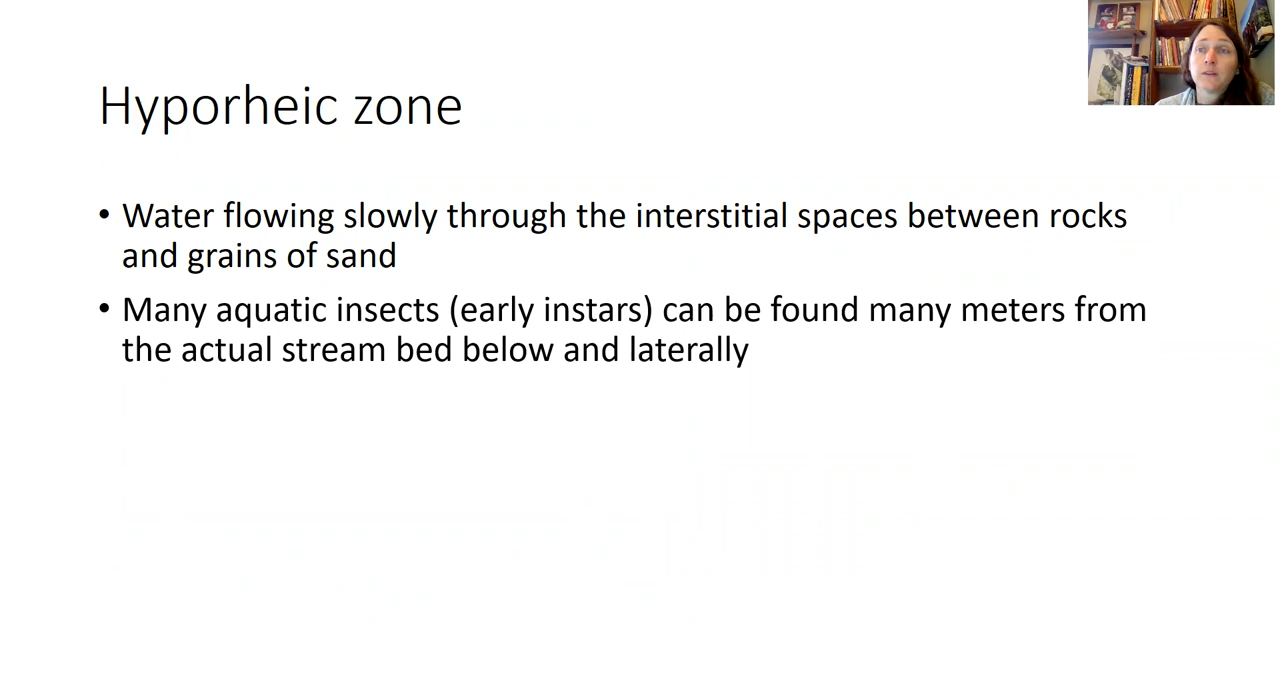 Hyporheic zone
• Water flowing slowly through the interstitial spaces between rocks
and grains of sand
• Many aquatic insects (early instars) can be found many meters from
the actual stream bed below and laterally